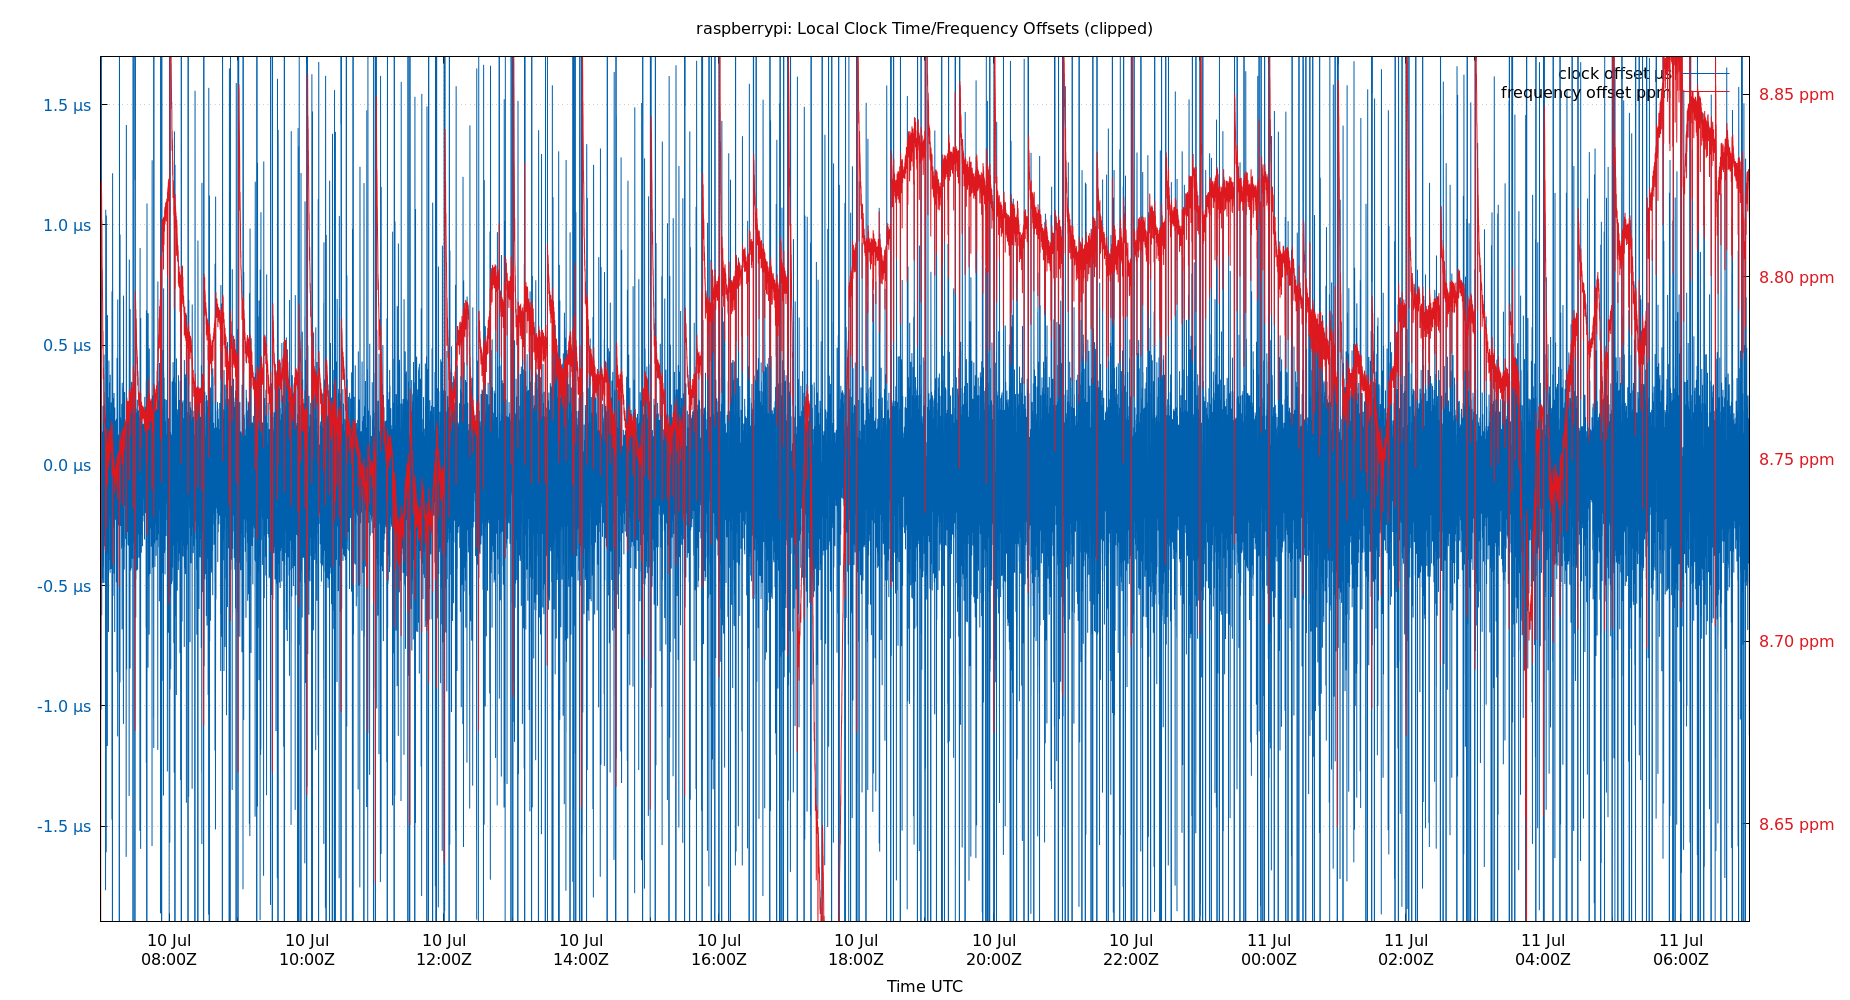 raspberrypi: Local Clock Time/Frequency Offsets (clipped)
clock offset µs
frequency offset ppm
1.5 µs
1.0 µs
0.5 µs
0.0 µs
-0.5 µs
-1.0 µs
-1.5 µs
8.85 ppm
8.80 ppm
8.75 ppm
8.70 ppm
8.65 ppm
10 Jul
08:00Z
10 Jul
10:00Z
10 Jul
12:00Z
10 Jul
14:00Z
10 Jul
16:00Z
10 Jul
18:00Z
10 Jul
20:00Z
10 Jul
22:00Z
11 Jul
00:00Z
11 Jul
02:00Z
11 Jul
04:00Z
11 Jul
06:00Z
Time UTC